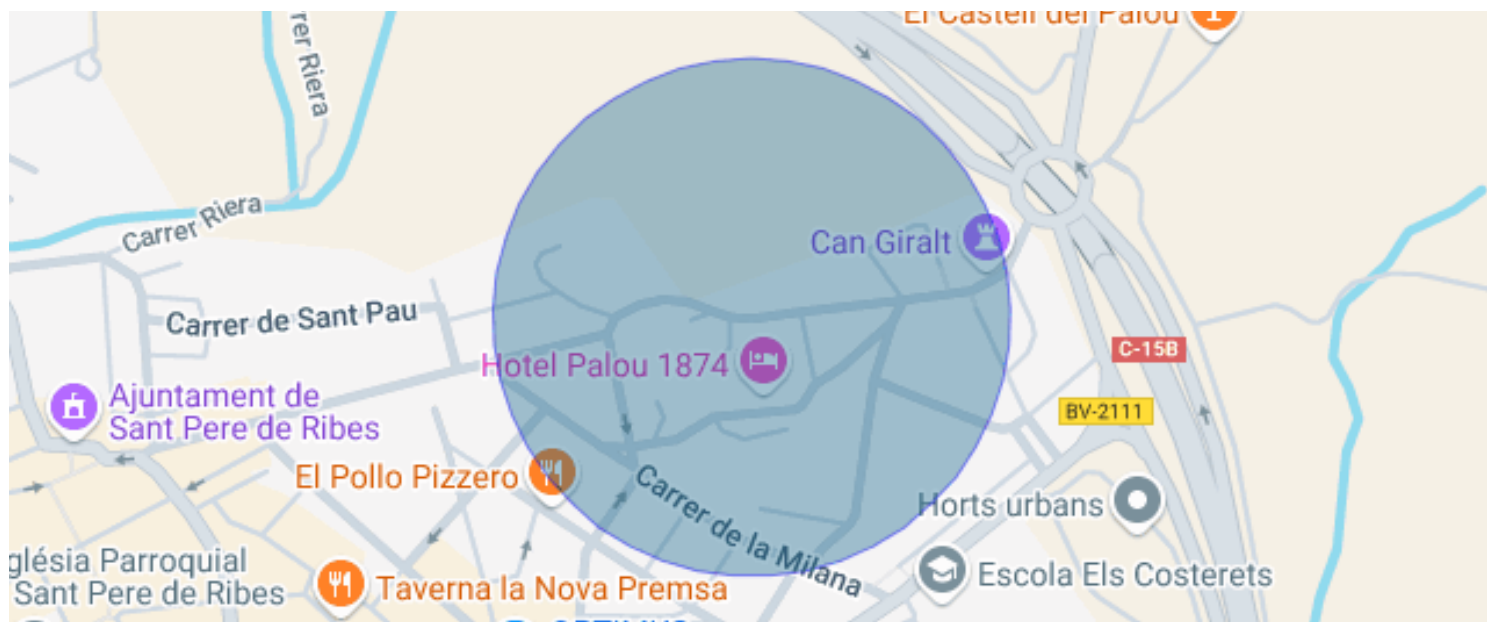 El Castell del Palou
rer Riera
Carrer Riera
Can Giralt
Carrer de Sant Pau
C-15B
Hotel Palou 1874
Ajuntament de
Sant Pere de Ribes
BV-2111
El Pollo Pizzero
Carrer de la Milana
Horts urbans
glésia Parroquial
Sant Pere de Ribes
Taverna la Nova Premsa
Escola Els Costerets